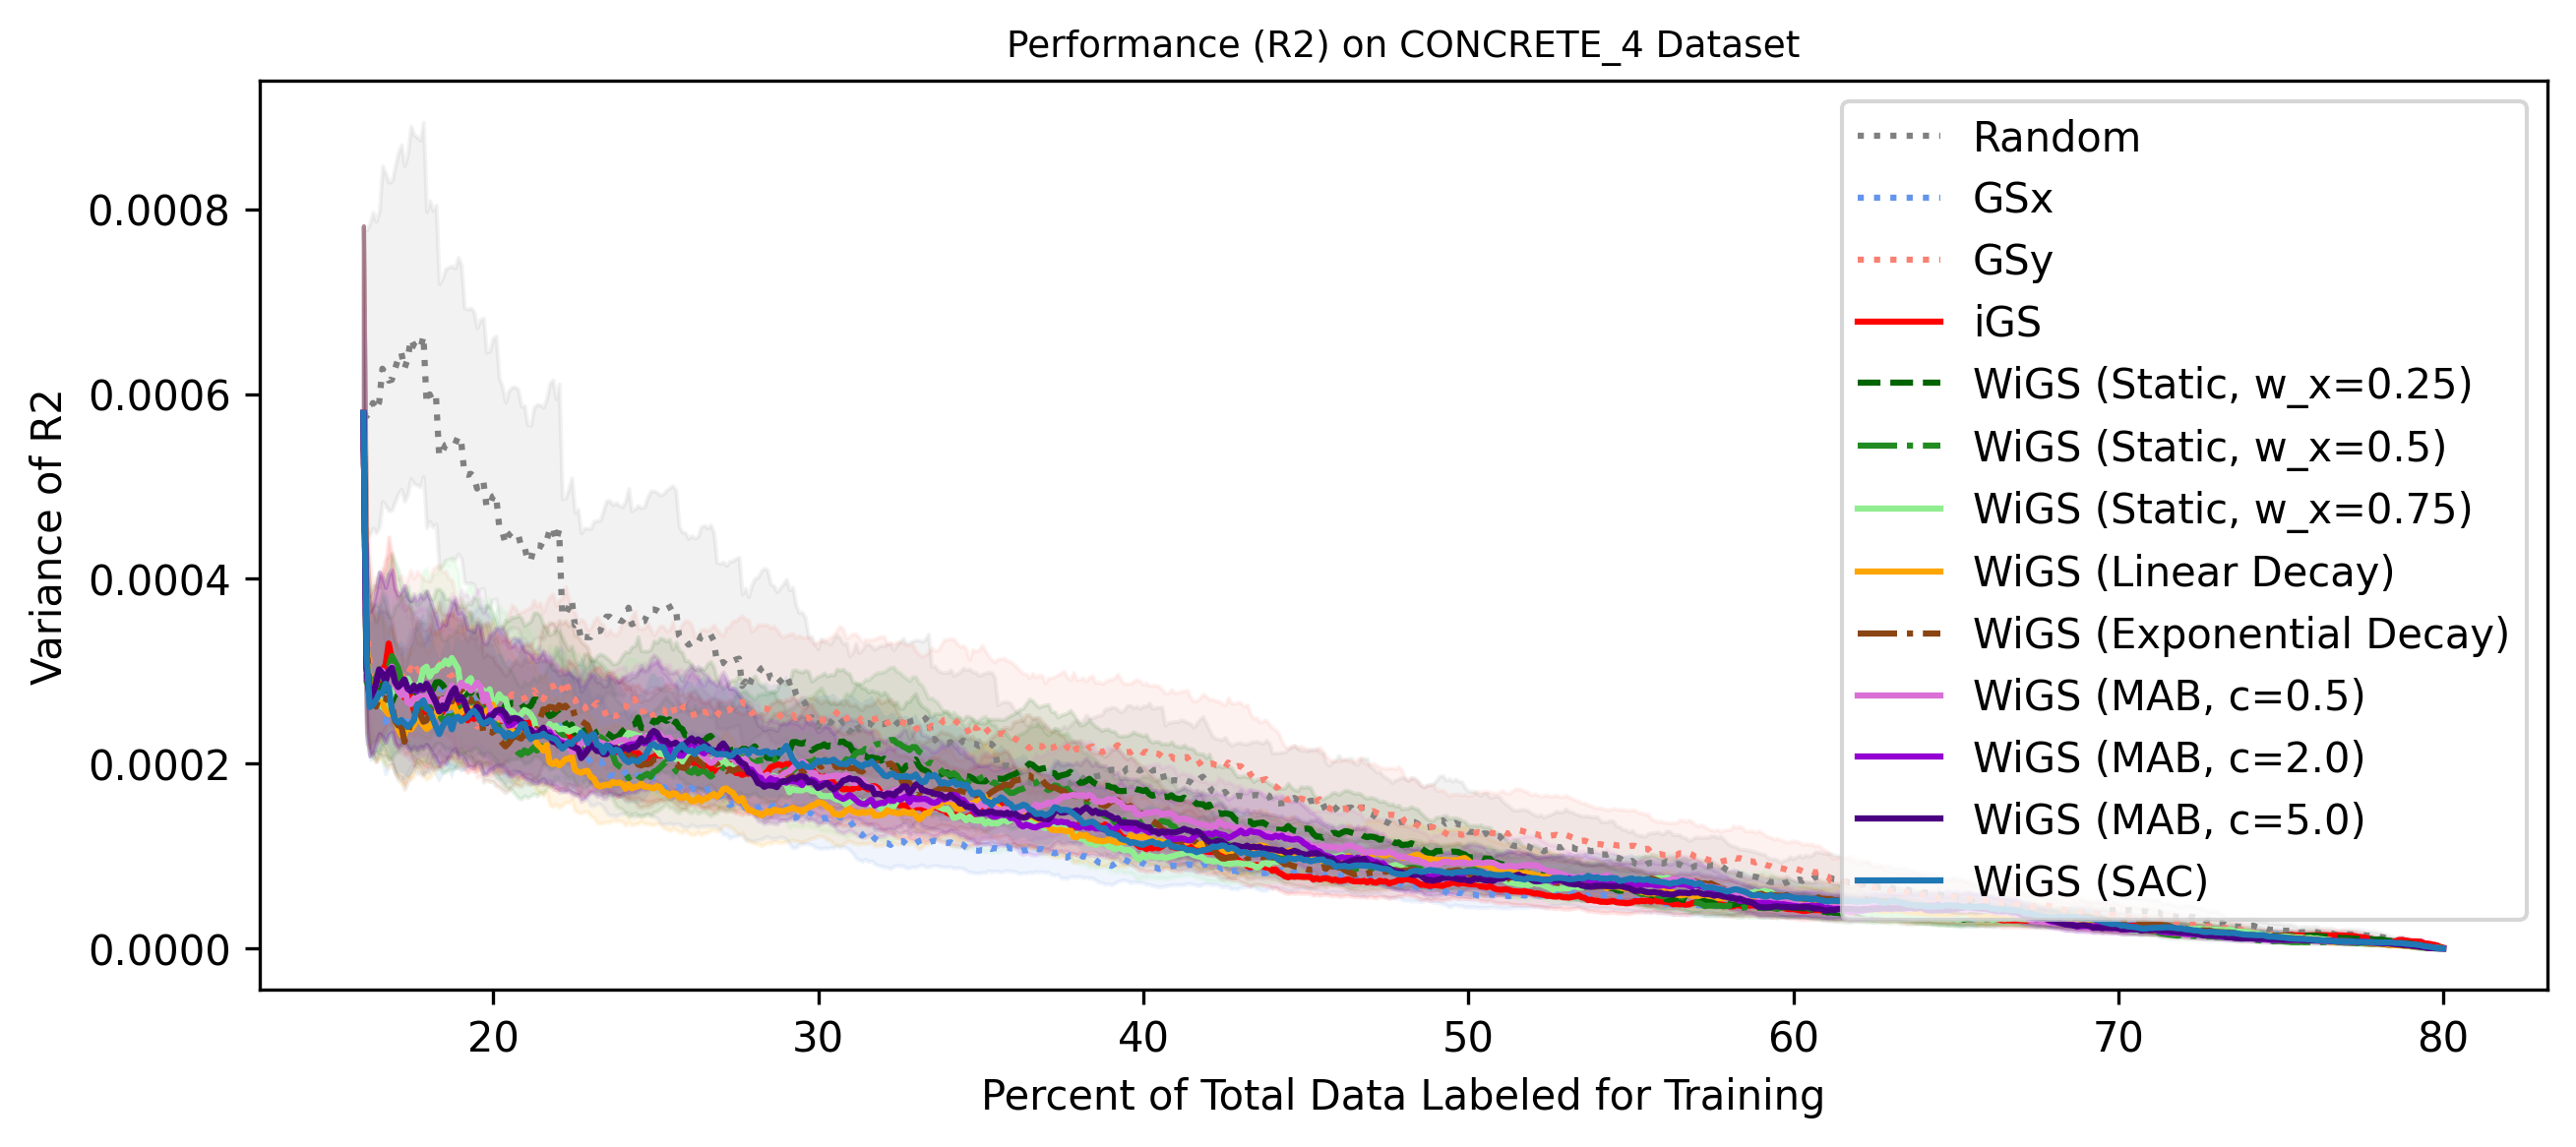 Performance (R2) on CONCRETE_4 Dataset
Variance of R2
0.0008
0.0006
0.0004
0.0002
0.0000
20 30 40 50 60 70 80
Percent of Total Data Labeled for Training
Random
GSx
GSy
iGS
WiGS (Static, w_x=0.25)
WiGS (Static, w_x=0.5)
WiGS (Static, w_x=0.75)
WiGS (Linear Decay)
WiGS (Exponential Decay)
WiGS (MAB, c=0.5)
WiGS (MAB, c=2.0)
WiGS (MAB, c=5.0)
WiGS (SAC)